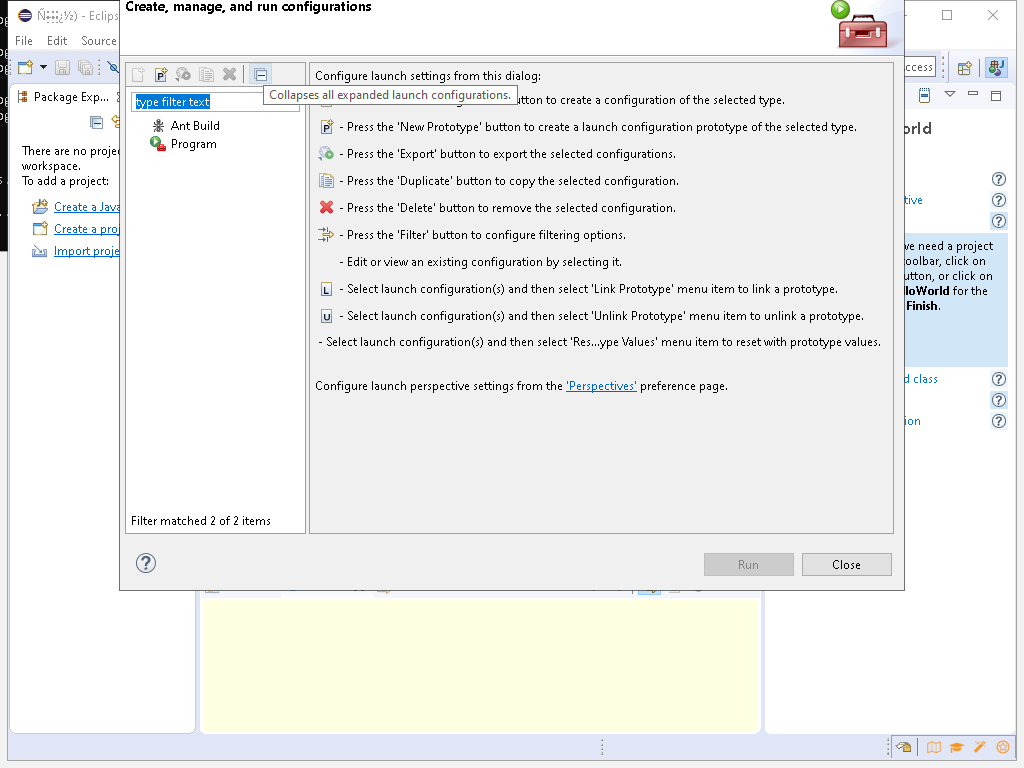 Create, manage, and run configurations
- Eclips
File Edit Source
Package Exp...
There are no proje
workspace.
To add a project:
Create a Java
Create a proj
Import proje
type filter text
Ant Build
Program
Filter matched 2 of 2 items
Configure launch settings from this dialog:
Collapses all expanded launch configurations.
utton to create a configuration of the selected type.
- Press the 'New Prototype' button to create a launch configuration prototype of the selected type.
- Press the 'Export' button to export the selected configurations.
- Press the 'Duplicate' button to copy the selected configuration.
- Press the 'Delete' button to remove the selected configuration.
- Press the 'Filter' button to configure filtering options.
- Edit or view an existing configuration by selecting it.
L - Select launch configuration(s) and then select 'Link Prototype' menu item to link a prototype.
U - Select launch configuration(s) and then select 'Unlink Prototype' menu item to unlink a prototype.
- Select launch configuration(s) and then select 'Res...ype Values' menu item to reset with prototype values.
Configure launch perspective settings from the 'Perspectives' preference page.
Run
Close
ccess
orld
tive
ve need a project
oolbar, click on
utton, or click on
loWorld for the
Finish.
d class
ion